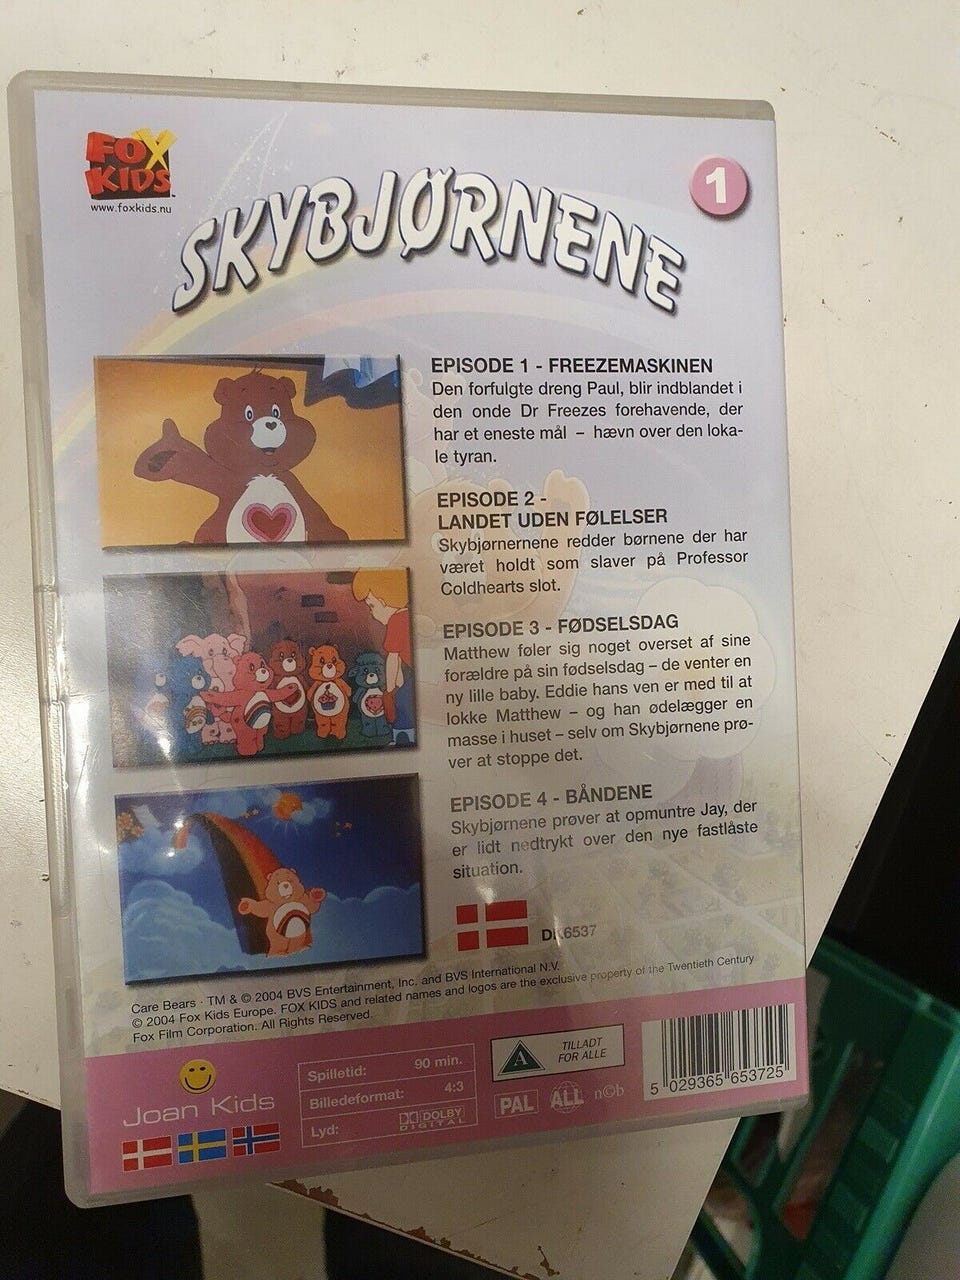 FOX
KIDS
www.foxkids.nu
SKYBJØRNENE
1
EPISODE 1 - FREEZEMASKINEN
Den forfulgte dreng Paul, blir indblandet i
den onde Dr Freezes forehavende, der
har et eneste mål – hævn over den loka-
le tyran.
EPISODE 2 -
LANDET UDEN FØLELSER
Skybjørnernene redder børnene der har
været holdt som slaver på Professor
Coldhearts slot.
EPISODE 3 - FØDSELSDAG
Matthew føler sig noget overset af sine
forældre på sin fødselsdag – de venter en
ny lille baby. Eddie hans ven er med til at
lokke Matthew – og han ødelægger en
masse i huset – selv om Skybjørnene prø-
ver at stoppe det.
EPISODE 4 - BÅNDENE
Skybjørnene prøver at opmuntre Jay, der
er lidt nedtrykt over den nye fastlåste
situation.
DK6537
Care Bears · TM & © 2004 BVS Entertainment, Inc. and BVS International N.V.
© 2004 Fox Kids Europe. FOX KIDS and related names and logos are the exclusive property of the Twentieth Century
Fox Film Corporation. All Rights Reserved.
Joan Kids
Spilletid: 90 min.
Billedeformat: 4:3
Lyd: DOLBY
DIGITAL
A TILLADT
FOR ALLE
PAL ALL n©b
5 029365 653725